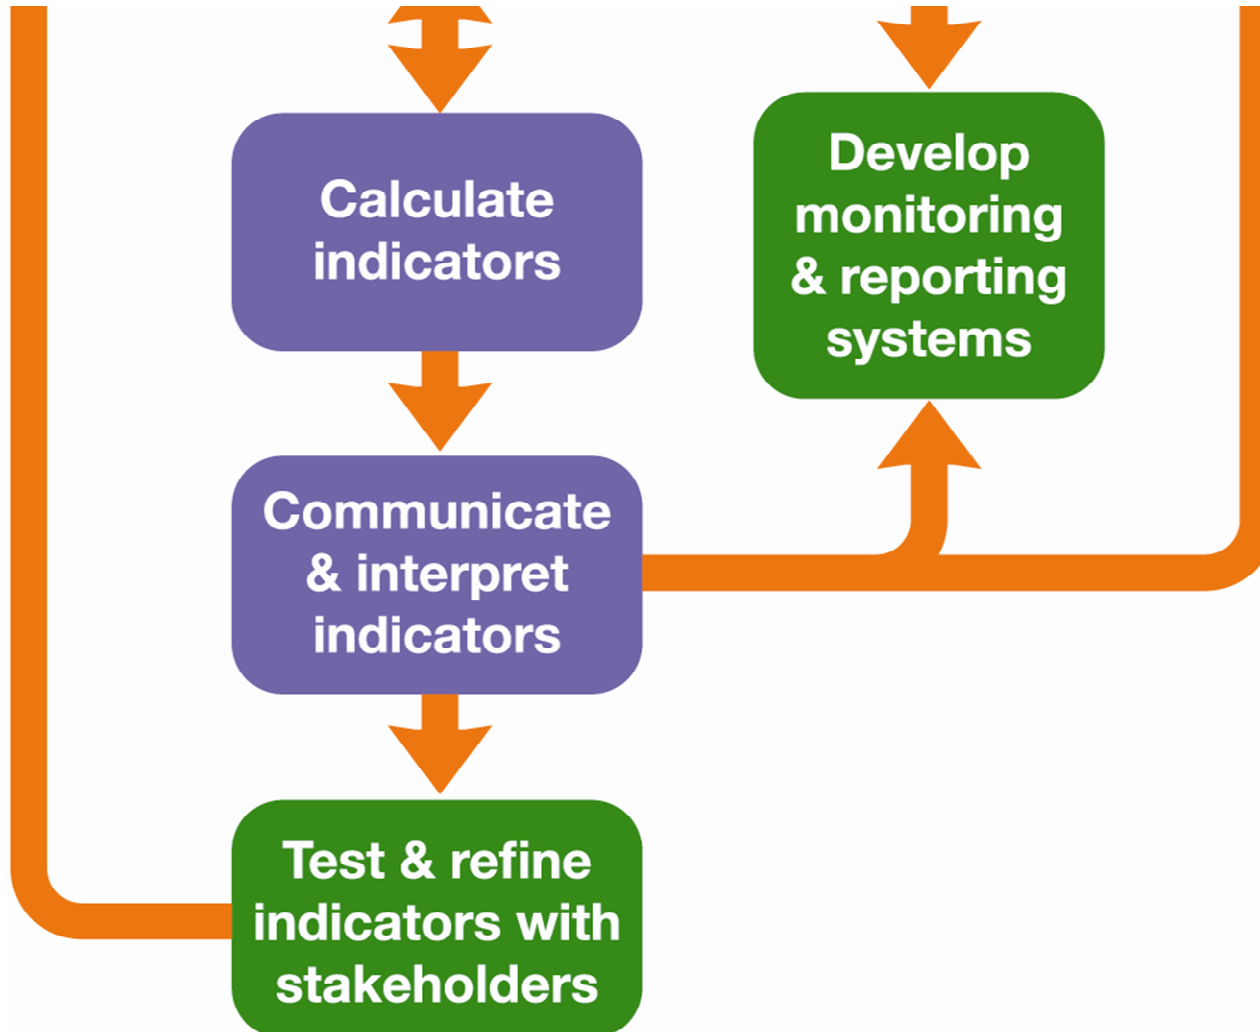 Calculate
indicators
Develop
monitoring
& reporting
systems
Communicate
& interpret
indicators
Test & refine
indicators with
stakeholders